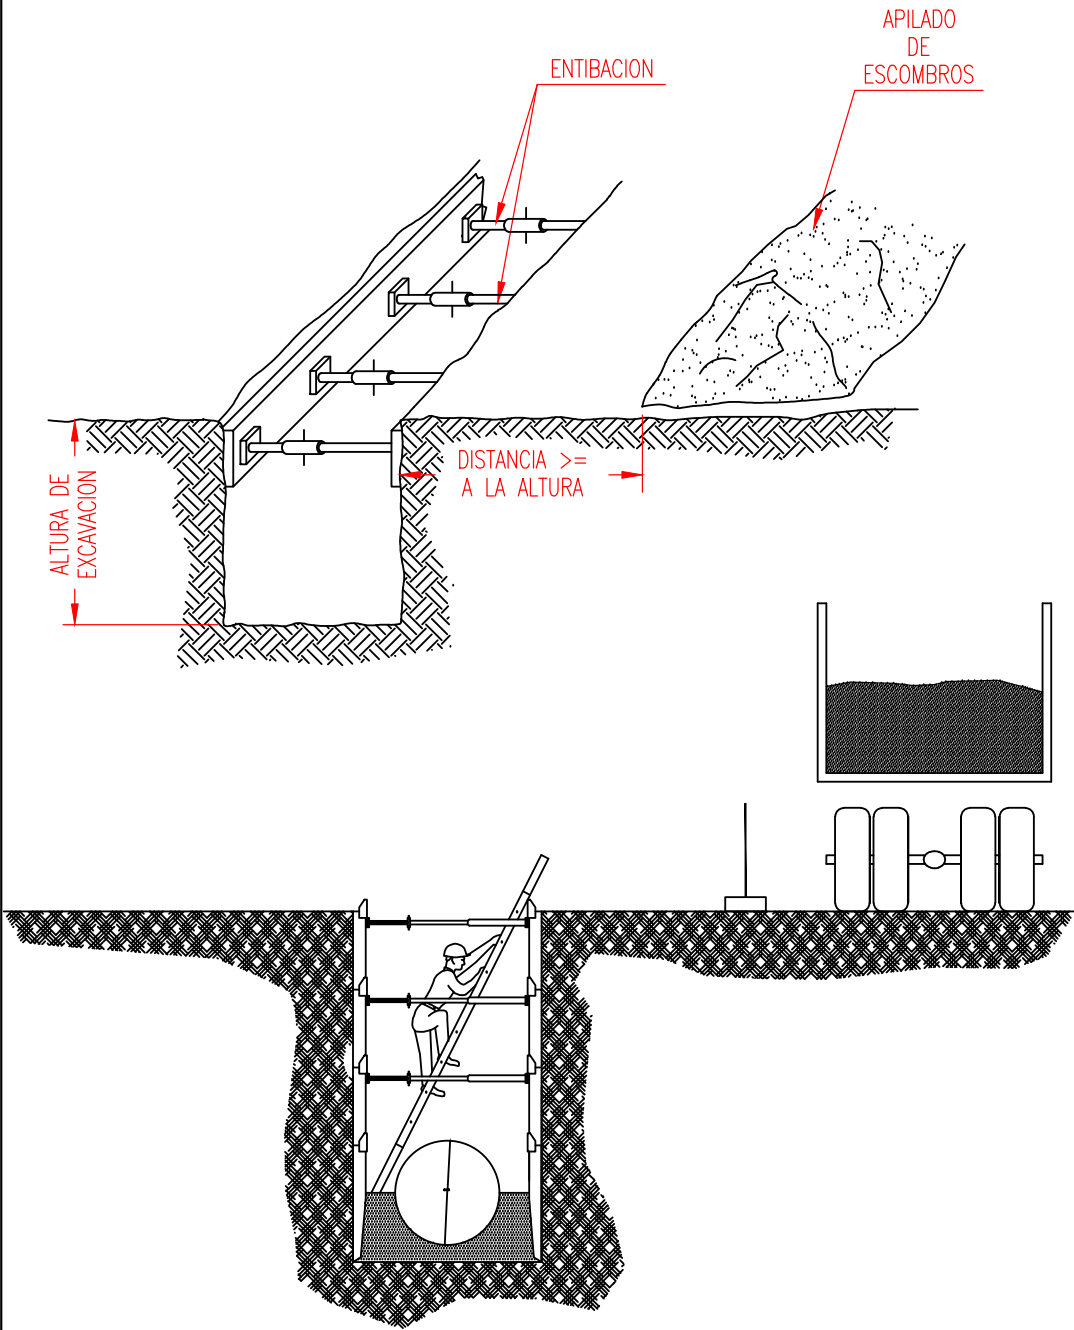 APILADO
DE
ESCOMBROS
ENTIBACION
DISTANCIA >=
A LA ALTURA
ALTURA DE
EXCAVACION